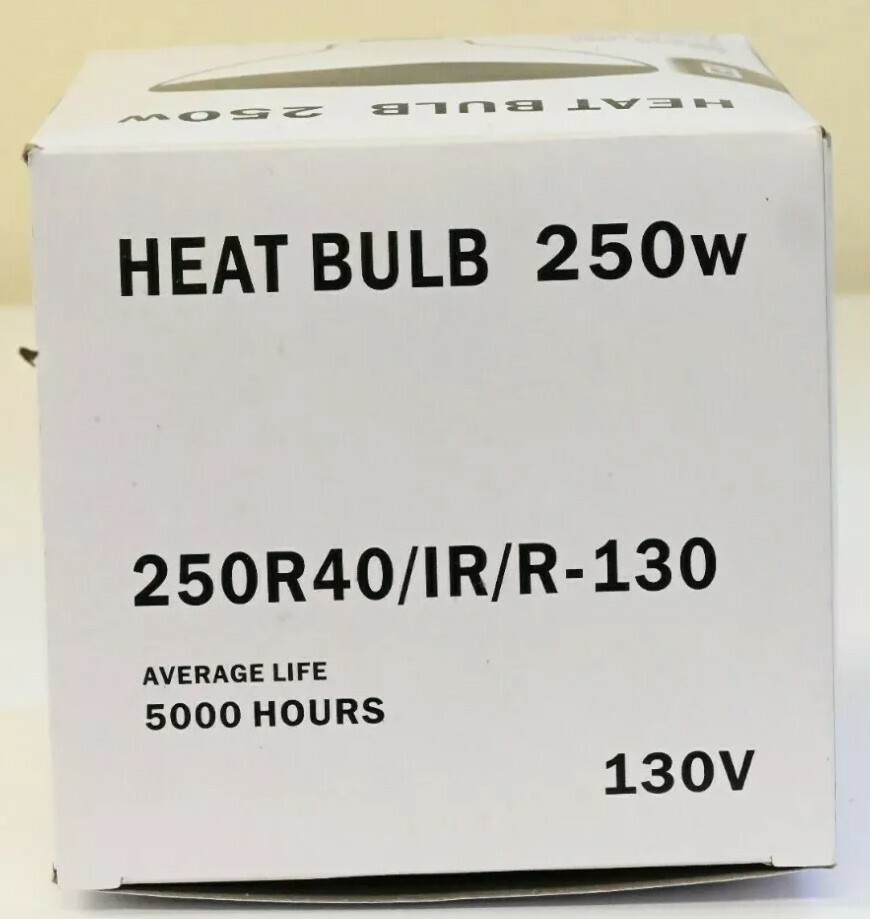 HEAT BULB 250w
HEAT BULB 250w
250R40/IR/R-130
AVERAGE LIFE
5000 HOURS
130V